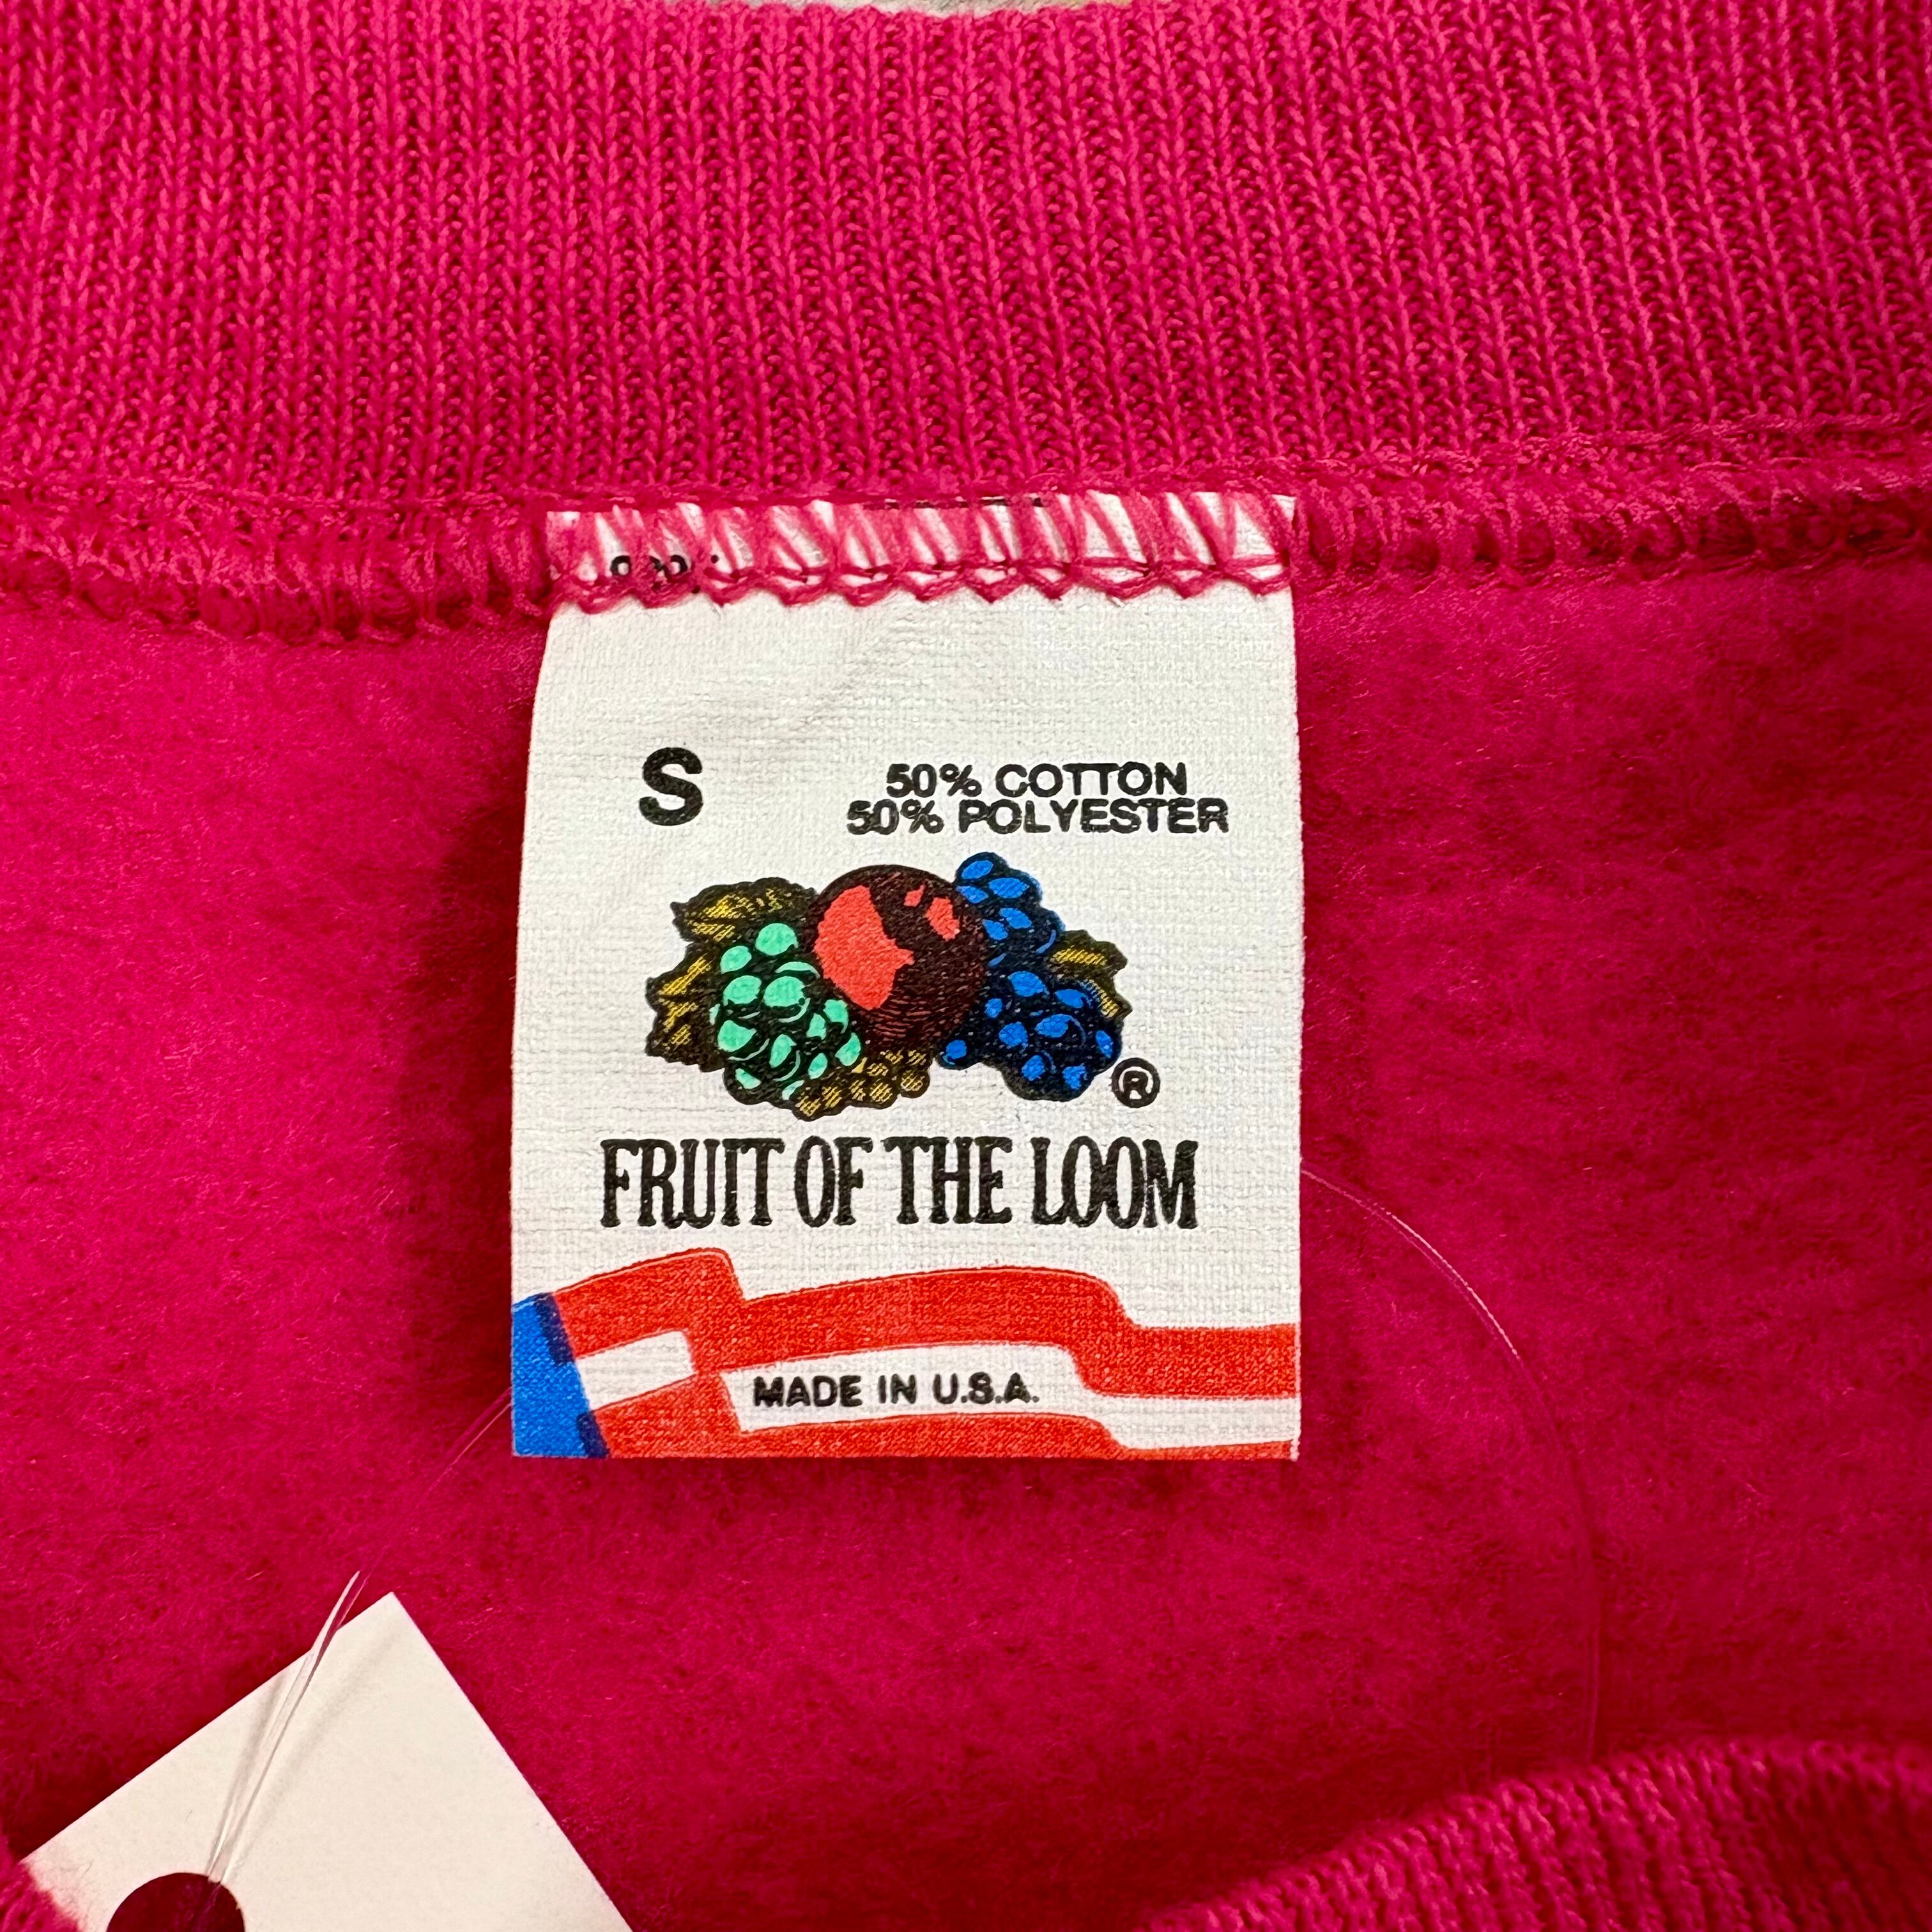 S
50% COTTON
50% POLYESTER
®
FRUIT OF THE LOOM
MADE IN U.S.A.